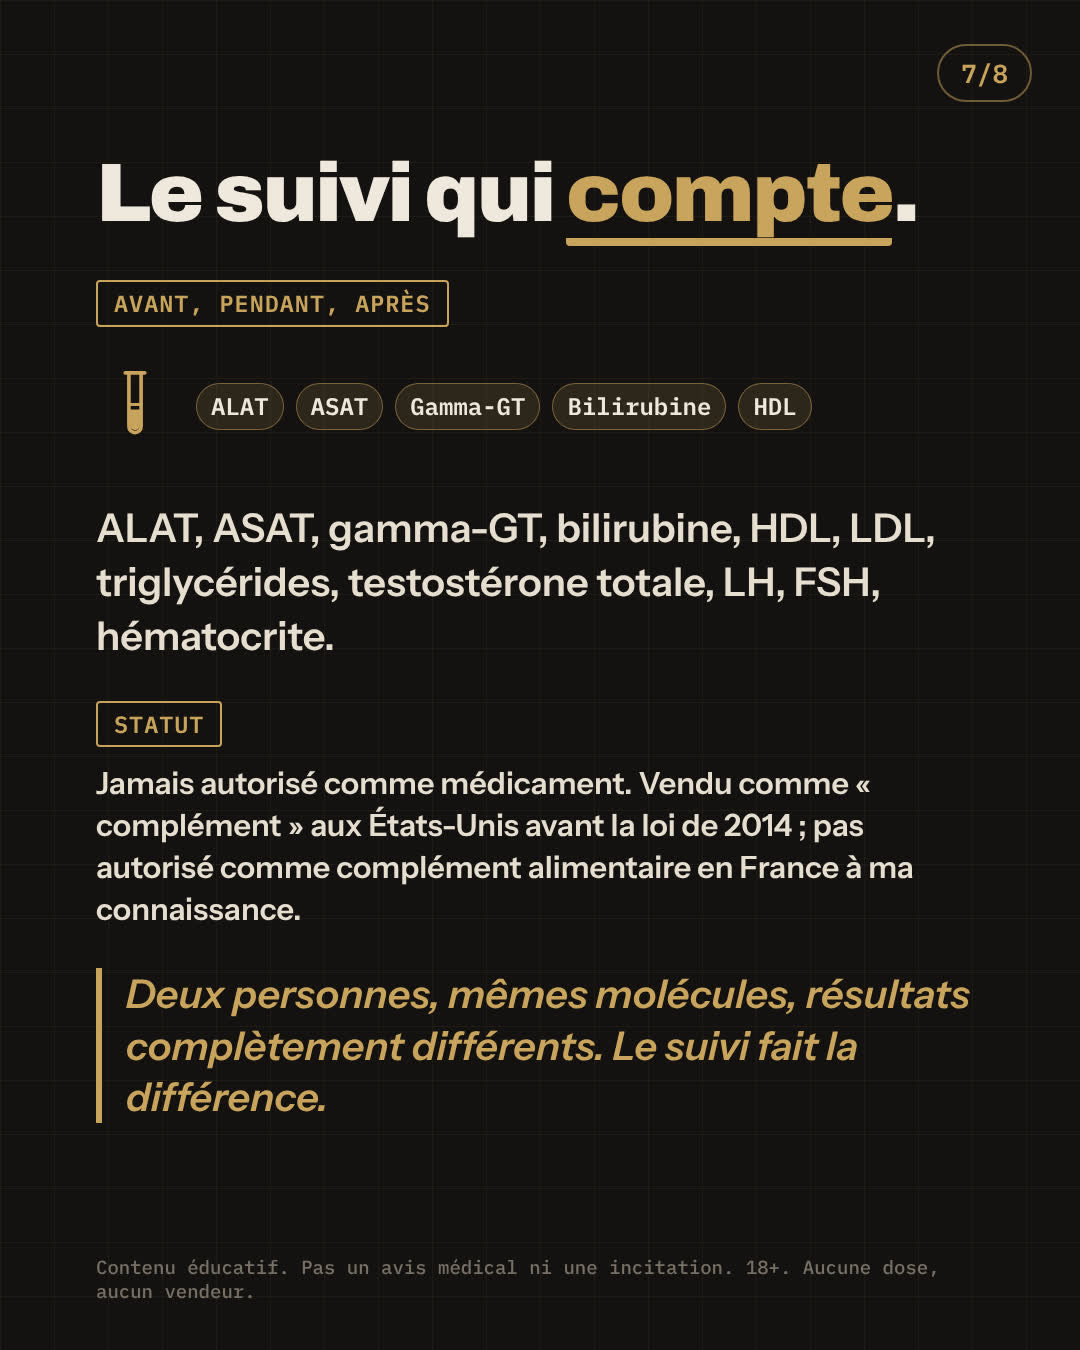 7/8
Le suivi qui compte.
AVANT, PENDANT, APRÈS
ALAT ASAT Gamma-GT Bilirubine HDL
ALAT, ASAT, gamma-GT, bilirubine, HDL, LDL,
triglycérides, testostérone totale, LH, FSH,
hématocrite.
STATUT
Jamais autorisé comme médicament. Vendu comme «
complément » aux États-Unis avant la loi de 2014 ; pas
autorisé comme complément alimentaire en France à ma
connaissance.
Deux personnes, mêmes molécules, résultats
complètement différents. Le suivi fait la
différence.
Contenu éducatif. Pas un avis médical ni une incitation. 18+. Aucune dose,
aucun vendeur.